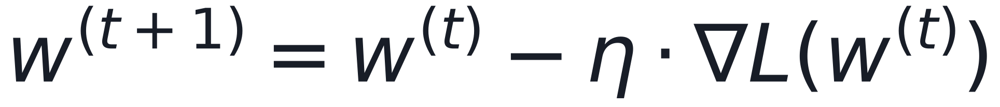 w^(t + 1) = w^(t) − η · ∇L(w^(t))